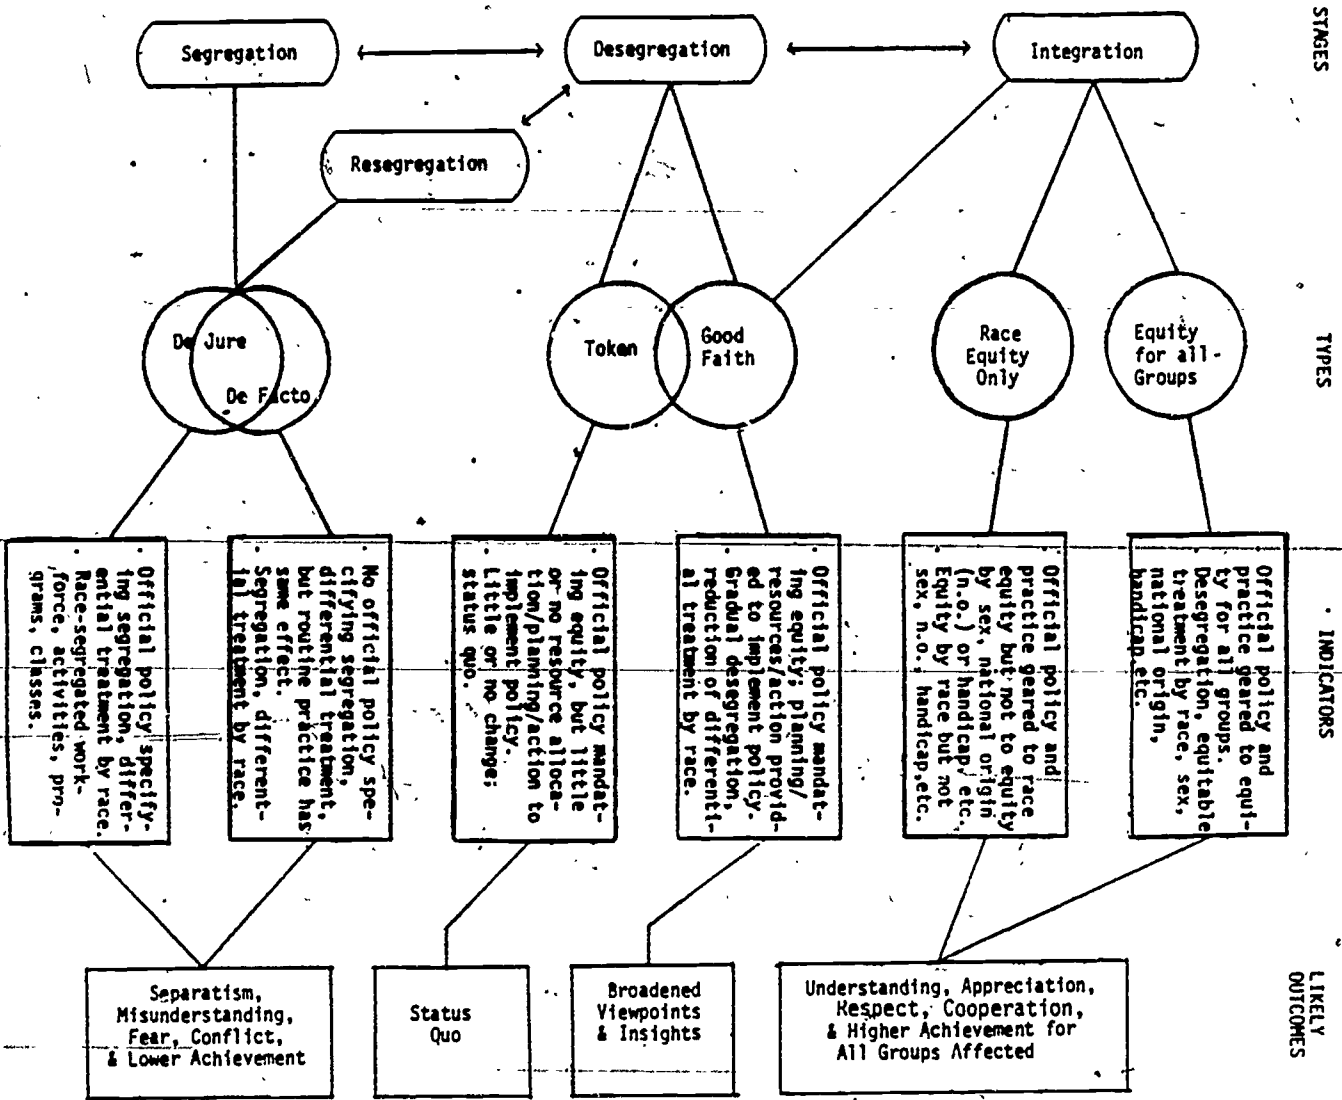 STAGES
Segregation
Desegregation
Integration
Resegregation
TYPES
De Jure
De Facto
Token
Good
Faith
Race
Equity
Only
Equity
for all
Groups
INDICATORS
· Official policy specify-
ing segregation, differ-
ential treatment by race.
· Race-segregated work-
force, activities, pro-
grams, classes.
· No official policy spe-
cifying segregation,
differential treatment,
but routine practice has
same effect.
· Segregation, different-
ial treatment by race.
· Official policy mandat-
ing equity, but little
or no resource alloca-
tion/planning/action to
implement policy.
· Little or no change;
status quo.
· Official policy mandat-
ing equity; planning/
resources/action provid-
ed to implement policy.
· Gradual desegregation,
reduction of differenti-
al treatment by race.
· Official policy and
practice geared to race
equity but not to equity
by sex, national origin
(n.o.) or handicap, etc.
· Equity by race but not
sex, n.o., handicap, etc.
· Official policy and
practice geared to equi-
ty for all groups.
· Desegregation, equitable
treatment by race, sex,
national origin,
handicap, etc.
LIKELY
OUTCOMES
Separatism,
Misunderstanding,
Fear, Conflict,
& Lower Achievement
Status
Quo
Broadened
Viewpoints
& Insights
Understanding, Appreciation,
Respect, Cooperation,
& Higher Achievement for
All Groups Affected